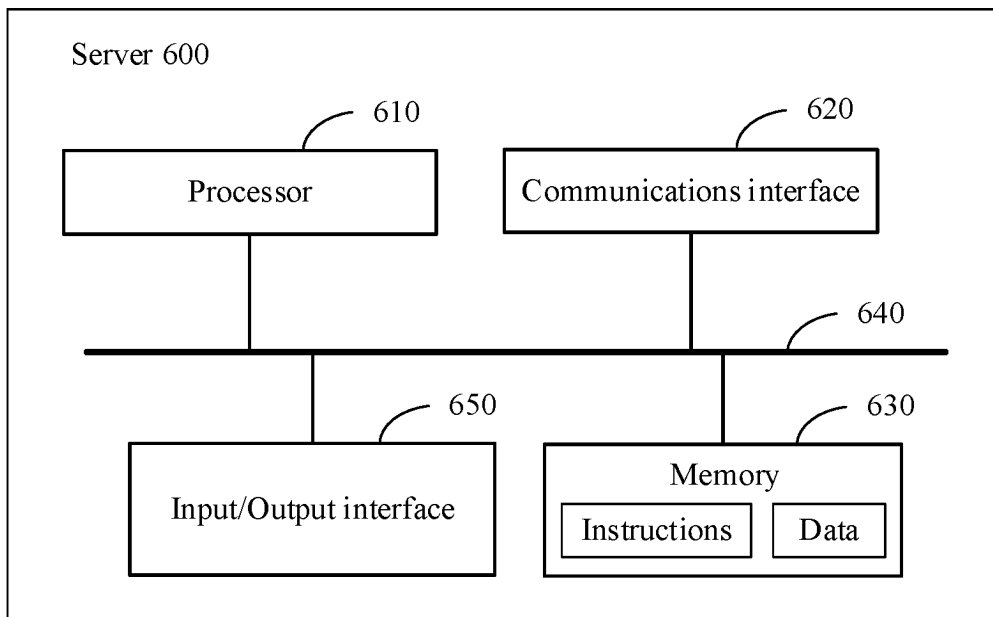 Server 600
610
620
Processor
Communications interface
640
650
630
Input/Output interface
Memory
Instructions
Data